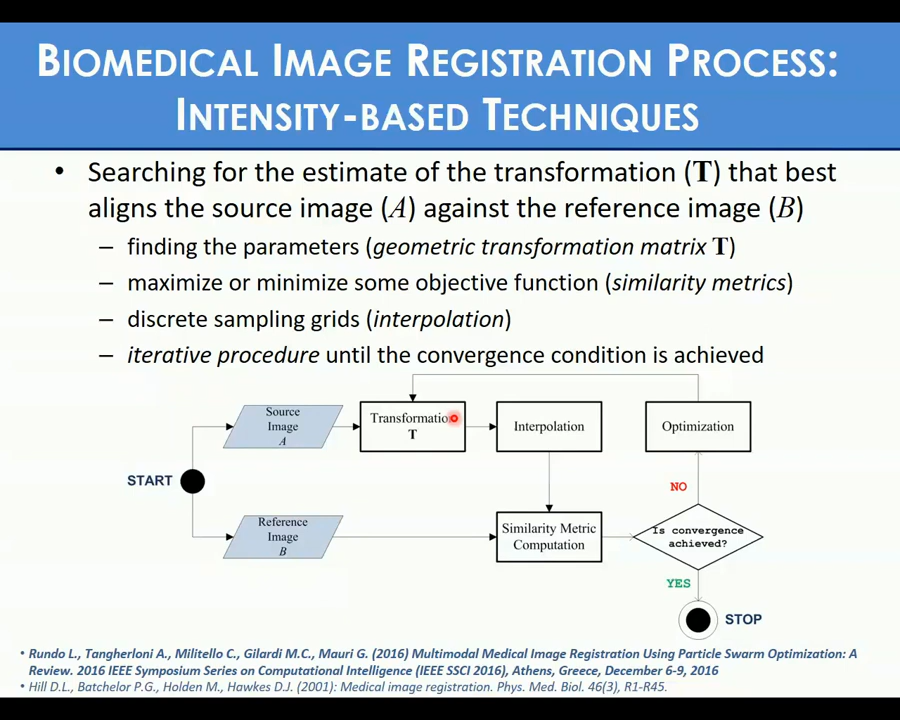 BIOMEDICAL IMAGE REGISTRATION PROCESS:
INTENSITY-BASED TECHNIQUES
• Searching for the estimate of the transformation (T) that best
aligns the source image (A) against the reference image (B)
– finding the parameters (geometric transformation matrix T)
– maximize or minimize some objective function (similarity metrics)
– discrete sampling grids (interpolation)
– iterative procedure until the convergence condition is achieved
Source
Image
A
Transformation
T
Interpolation
Optimization
START
NO
Reference
Image
B
Similarity Metric
Computation
Is convergence
achieved?
YES
STOP
• Rundo L., Tangherloni A., Militello C., Gilardi M.C., Mauri G. (2016) Multimodal Medical Image Registration Using Particle Swarm Optimization: A
Review. 2016 IEEE Symposium Series on Computational Intelligence (IEEE SSCI 2016), Athens, Greece, December 6-9, 2016
• Hill D.L., Batchelor P.G., Holden M., Hawkes D.J. (2001): Medical image registration. Phys. Med. Biol. 46(3), R1-R45.